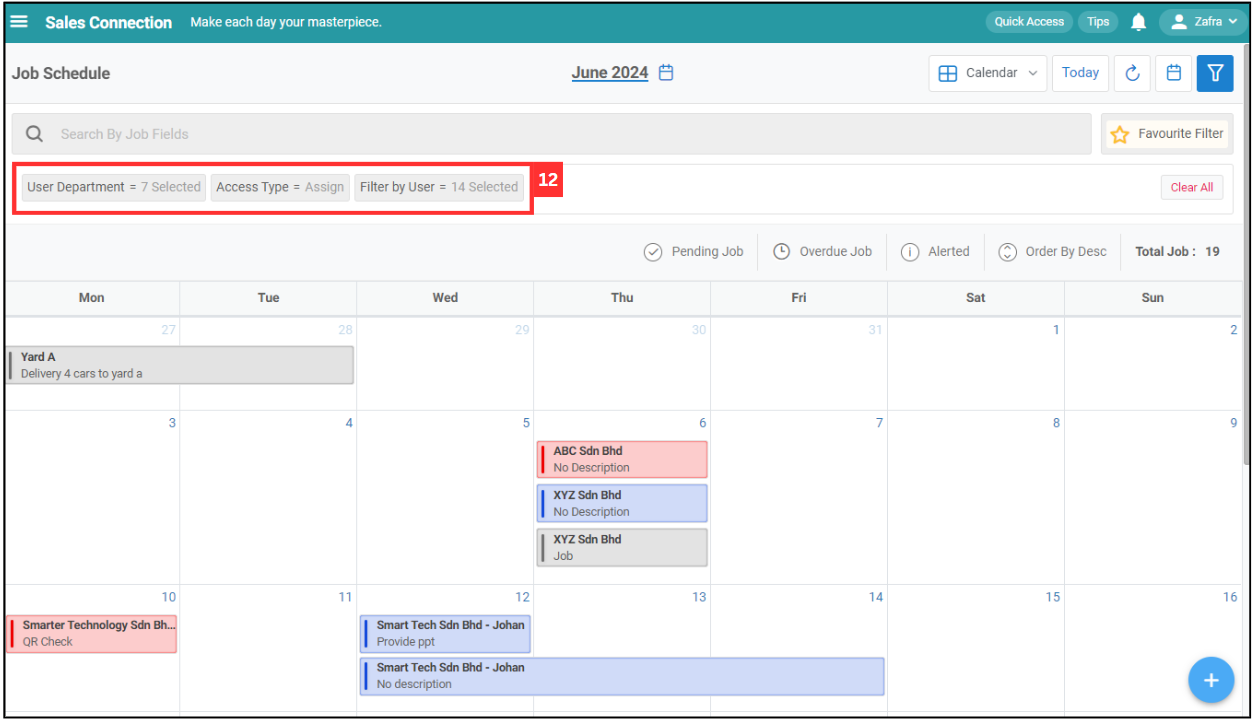 Sales Connection Make each day your masterpiece. Quick Access Tips Zafra
Job Schedule June 2024 Calendar Today
Search By Job Fields Favourite Filter
User Department = 7 Selected Access Type = Assign Filter by User = 14 Selected 12 Clear All
Pending Job Overdue Job Alerted Order By Desc Total Job : 19
Mon Tue Wed Thu Fri Sat Sun
27 28 29 30 31 1 2
Yard A
Delivery 4 cars to yard a
3 4 5 6 7 8 9
ABC Sdn Bhd
No Description
XYZ Sdn Bhd
No Description
XYZ Sdn Bhd
Job
10 11 12 13 14 15 16
Smarter Technology Sdn Bh... Smart Tech Sdn Bhd - Johan
QR Check Provide ppt
Smart Tech Sdn Bhd - Johan
No description